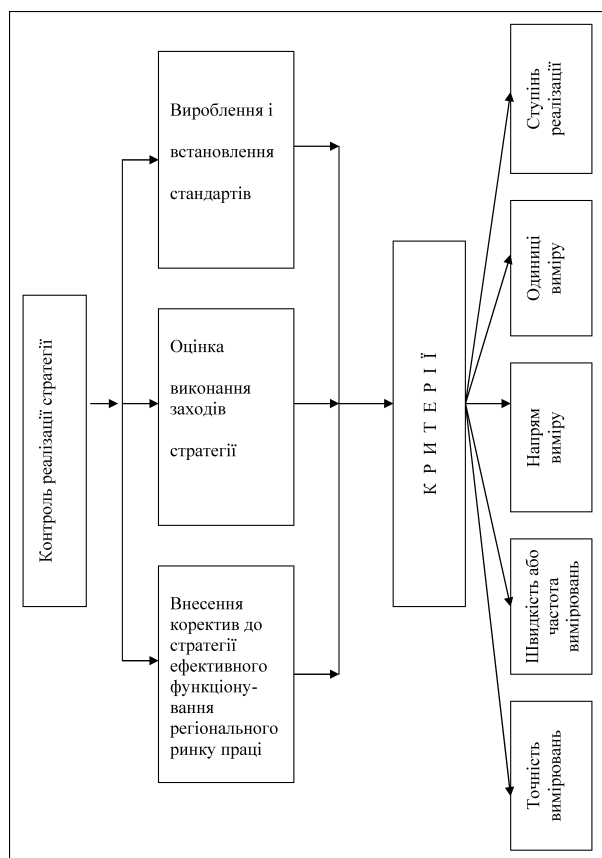 Контроль реалізації стратегії
Вироблення і
встановлення
стандартів
Оцінка
виконання
заходів
стратегії
Внесення
коректив до
стратегії
ефективного
функціону-
вання
регіонального
ринку праці
К Р И Т Е Р І Ї
Ступінь
реалізації
Одиниці
виміру
Напрям
виміру
Швидкість або
частота
вимірювань
Точність
вимірювань